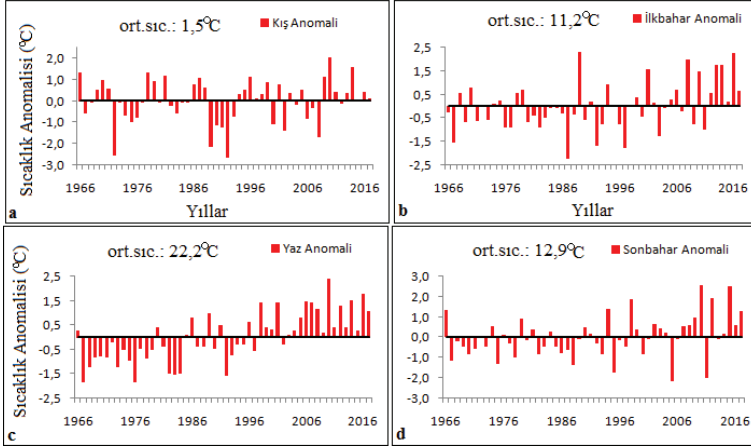 ort.sıc.: 1,5°C
Kış Anomali
Sıcaklık Anomalisi (°C)
2,0
1,0
0,0
-1,0
-2,0
-3,0
1966 1976 1986 1996 2006 2016
a
Yıllar
ort.sıc.: 11,2°C
İlkbahar Anomali
2,5
1,5
0,5
-0,5
-1,5
-2,5
1966 1976 1986 1996 2006 2016
b
Yıllar
ort.sıc.: 22,2°C
Yaz Anomali
Sıcaklık Anomalisi (°C)
2,5
1,5
0,5
-0,5
-1,5
-2,5
1966 1976 1986 1996 2006 2016
c
ort.sıc.: 12,9°C
Sonbahar Anomali
3,0
2,0
1,0
0,0
-1,0
-2,0
-3,0
1966 1976 1986 1996 2006 2016
d